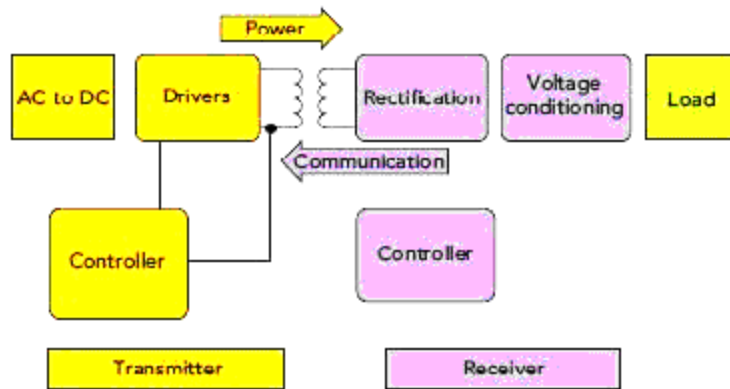 Power
AC to DC
Drivers
Rectification
Voltage
conditioning
Load
Communication
Controller
Controller
Transmitter
Receiver